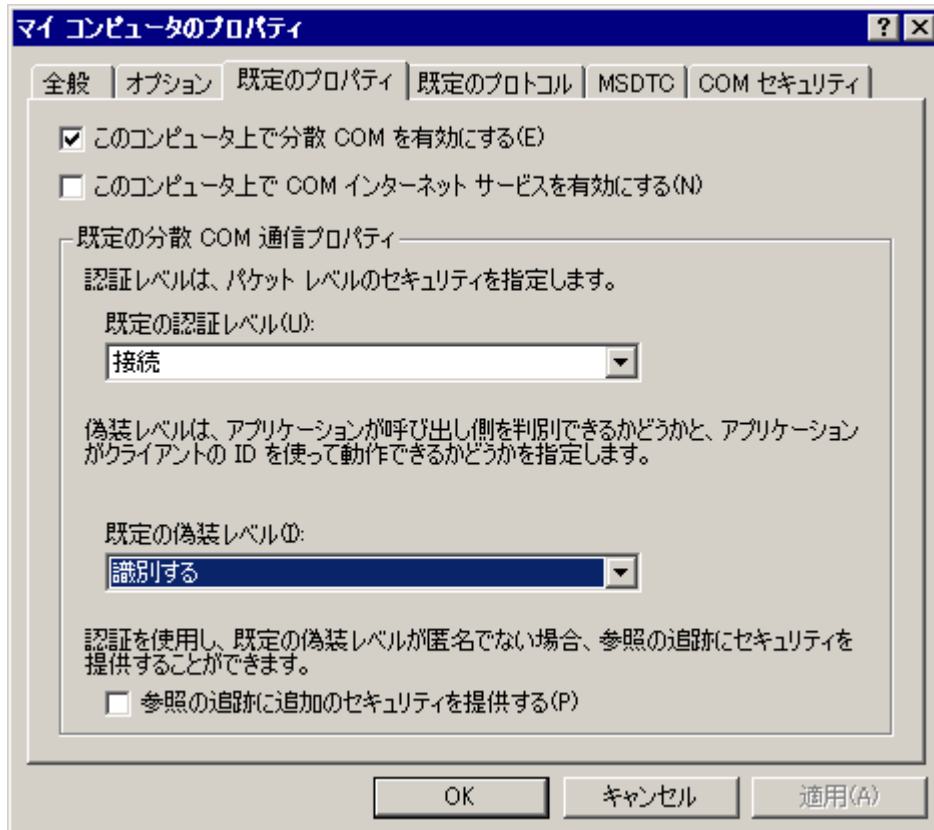 マイ コンピュータのプロパティ
全般 オプション 既定のプロパティ 既定のプロトコル MSDTC COM セキュリティ
このコンピュータ上で分散 COM を有効にする(E)
このコンピュータ上で COM インターネット サービスを有効にする(N)
既定の分散 COM 通信プロパティ
認証レベルは、パケット レベルのセキュリティを指定します。
既定の認証レベル(U):
接続
偽装レベルは、アプリケーションが呼び出し側を判別できるかどうかと、アプリケーション
がクライアントの ID を使って動作できるかどうかを指定します。
既定の偽装レベル(I):
識別する
認証を使用し、既定の偽装レベルが匿名でない場合、参照の追跡にセキュリティを
提供することができます。
参照の追跡に追加のセキュリティを提供する(P)
OK キャンセル 適用(A)